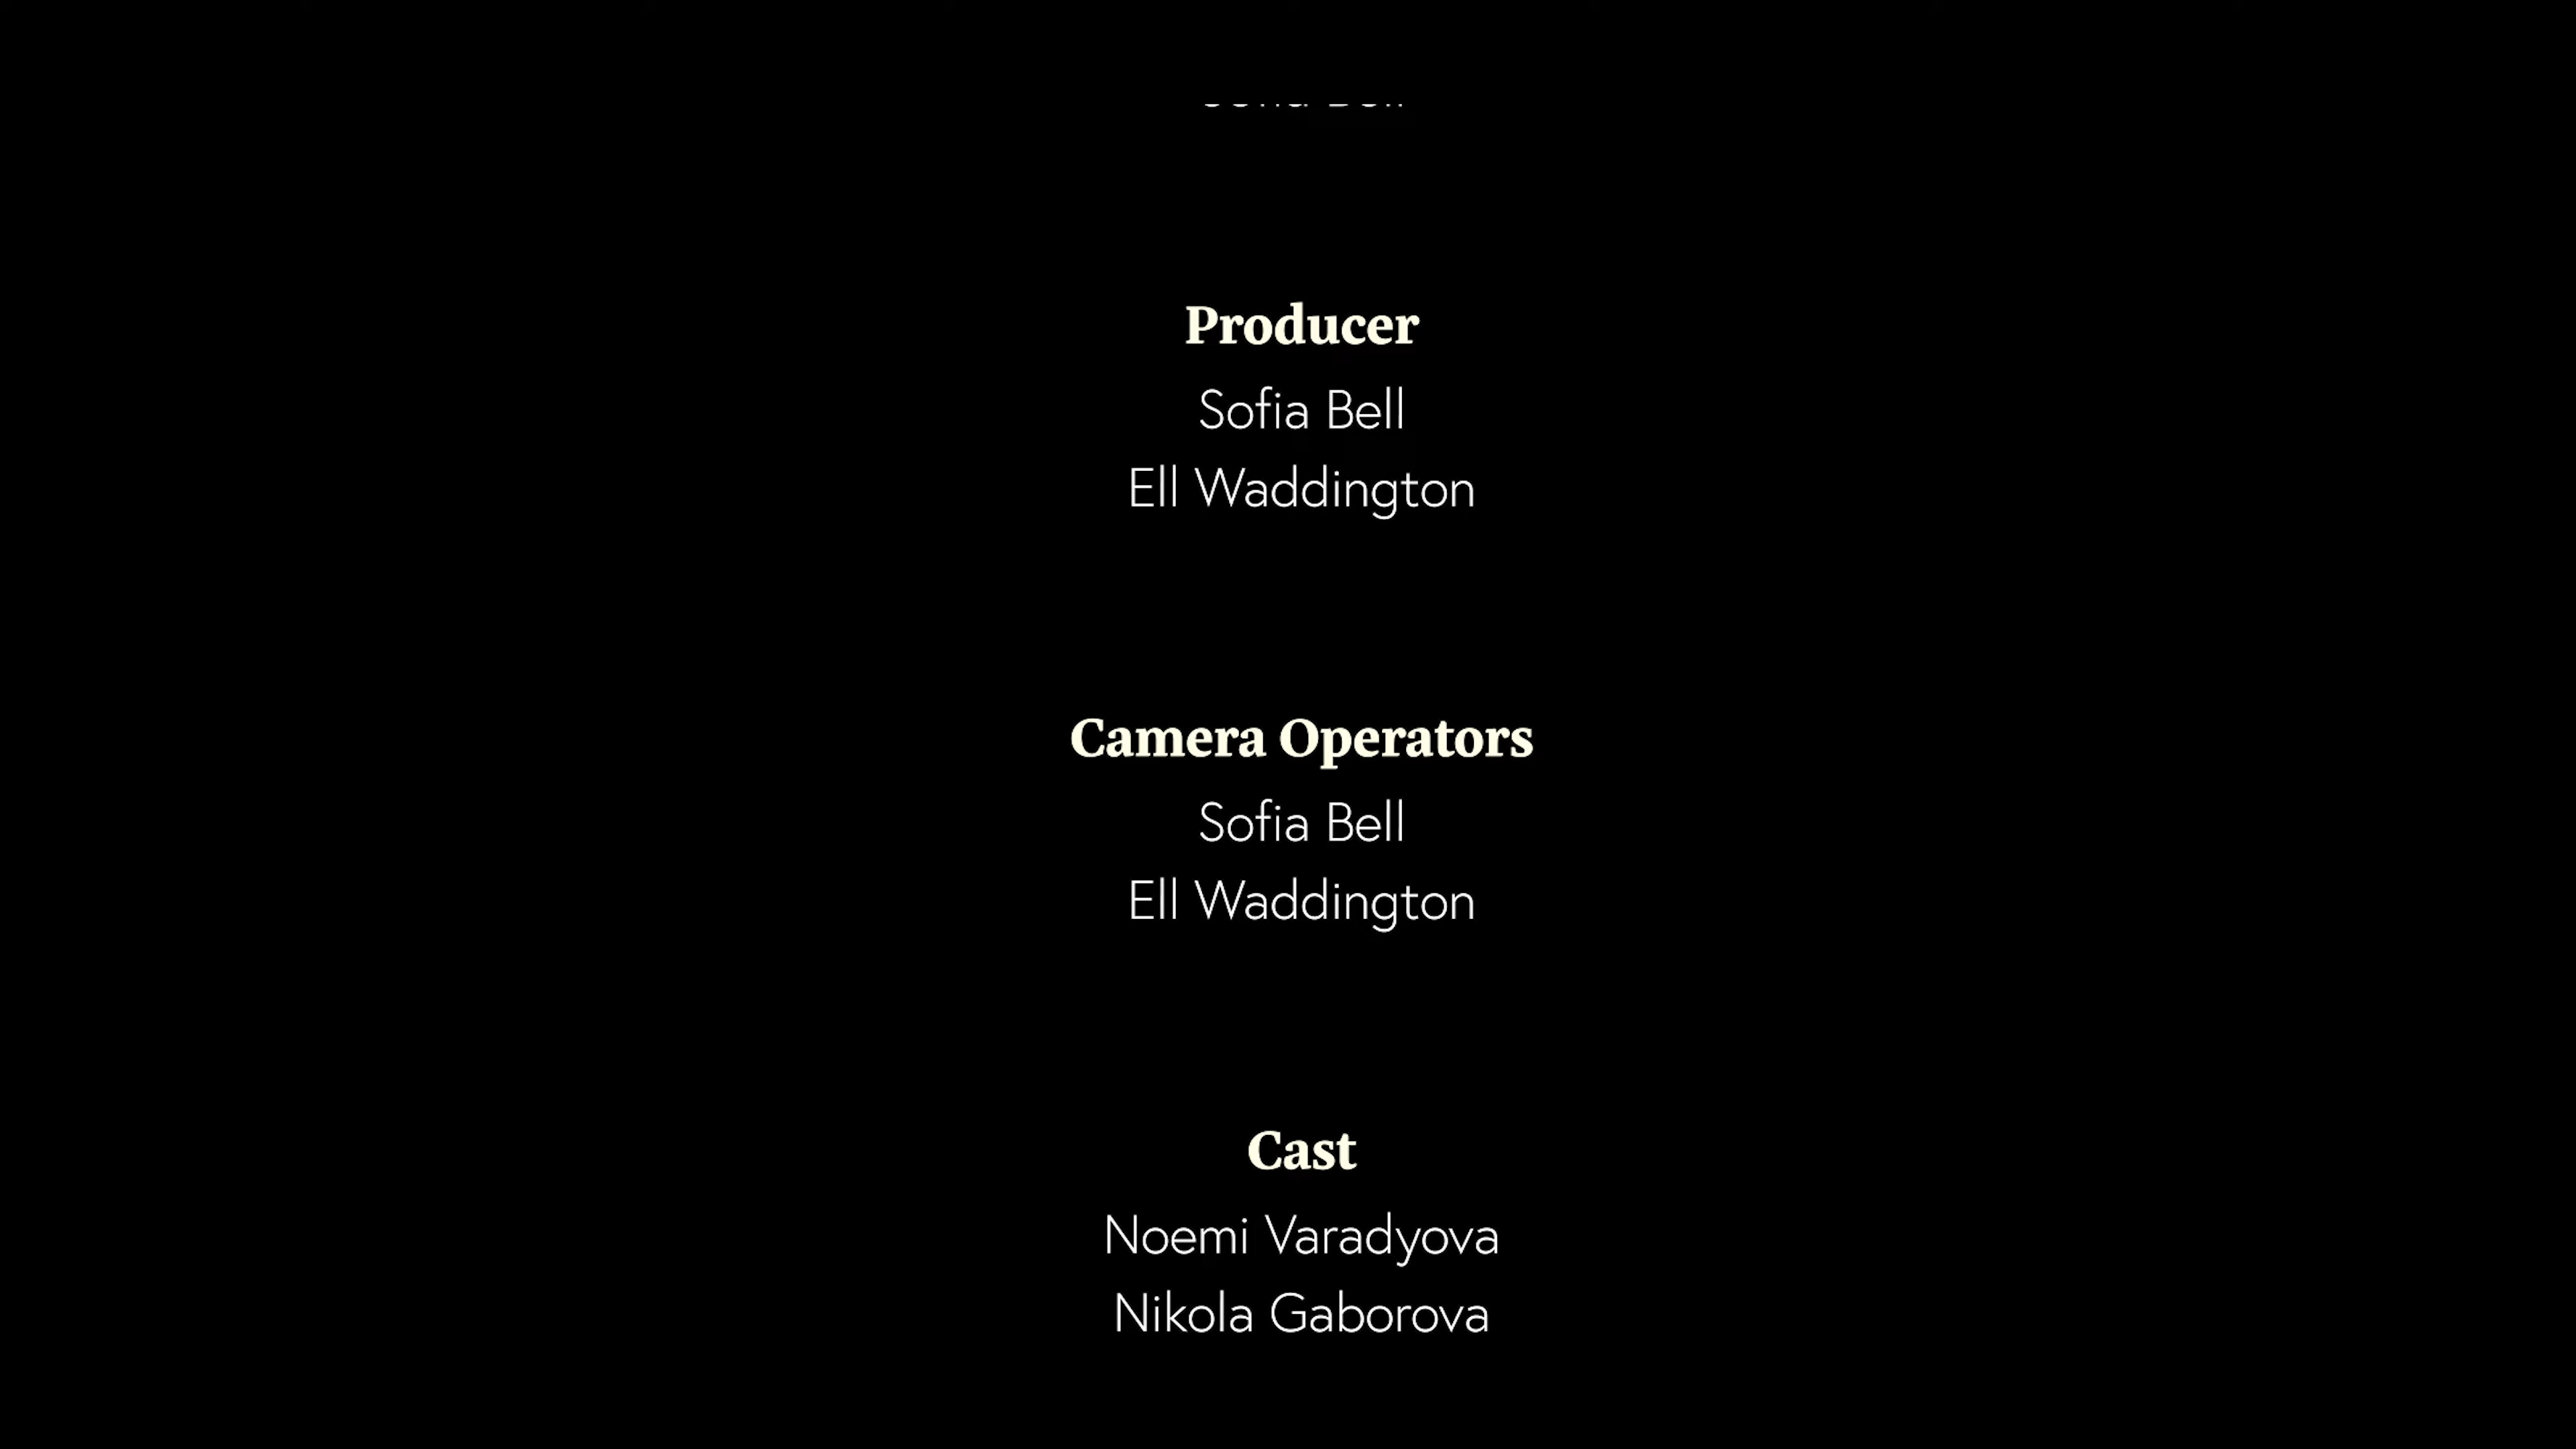 Producer
Sofia Bell
Ell Waddington
Camera Operators
Sofia Bell
Ell Waddington
Cast
Noemi Varadyova
Nikola Gaborova